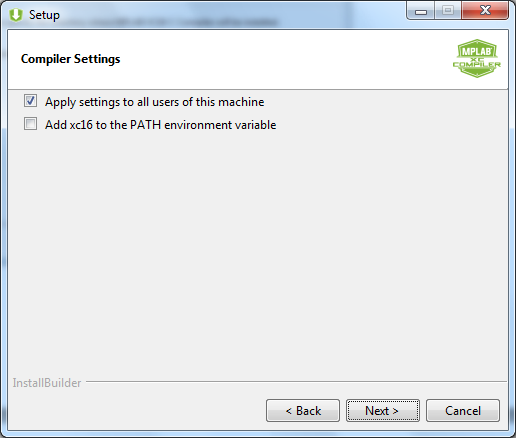 Setup
Compiler Settings
MPLAB
XC
COMPILER
Apply settings to all users of this machine
Add xc16 to the PATH environment variable
InstallBuilder
< Back
Next >
Cancel